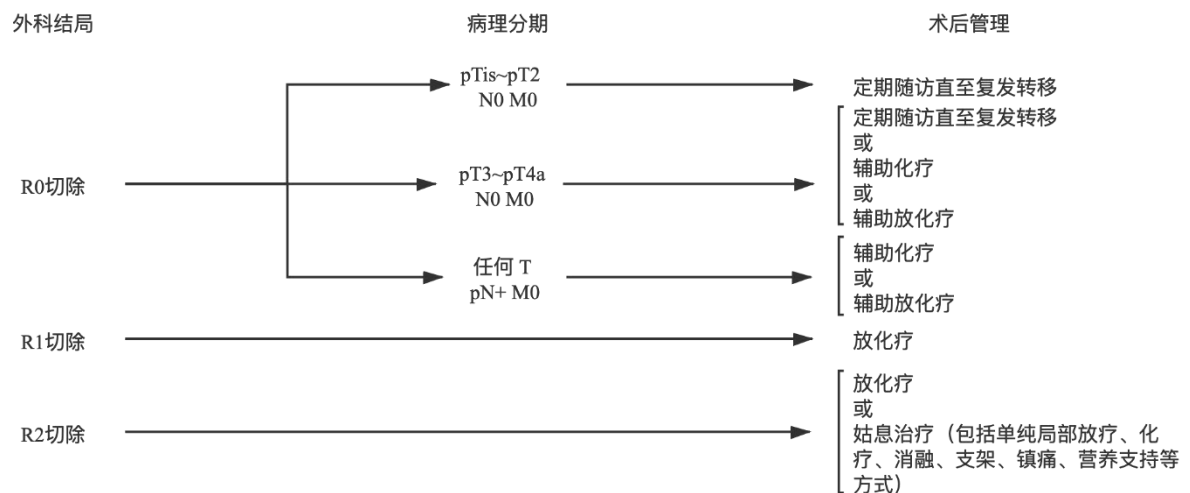 外科结局
病理分期
术后管理
R0切除
pTis~pT2
N0 M0
定期随访直至复发转移
pT3~pT4a
N0 M0
定期随访直至复发转移
或
辅助化疗
或
辅助放化疗
任何 T
pN+ M0
辅助化疗
或
辅助放化疗
R1切除
放化疗
R2切除
放化疗
或
姑息治疗（包括单纯局部放疗、化
疗、消融、支架、镇痛、营养支持等
方式）